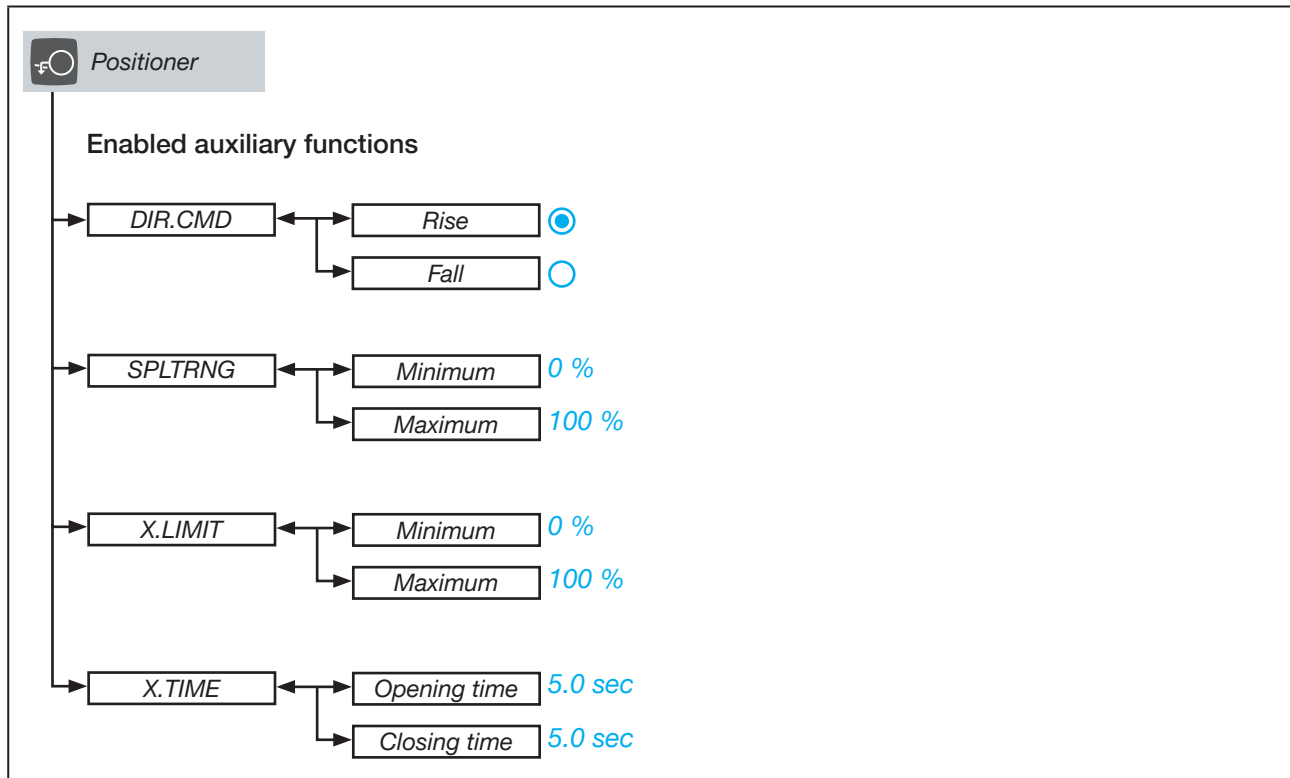 Positioner
Enabled auxiliary functions
DIR.CMD
Rise
Fall
SPLTRNG
Minimum
0 %
Maximum
100 %
X.LIMIT
Minimum
0 %
Maximum
100 %
X.TIME
Opening time
5.0 sec
Closing time
5.0 sec